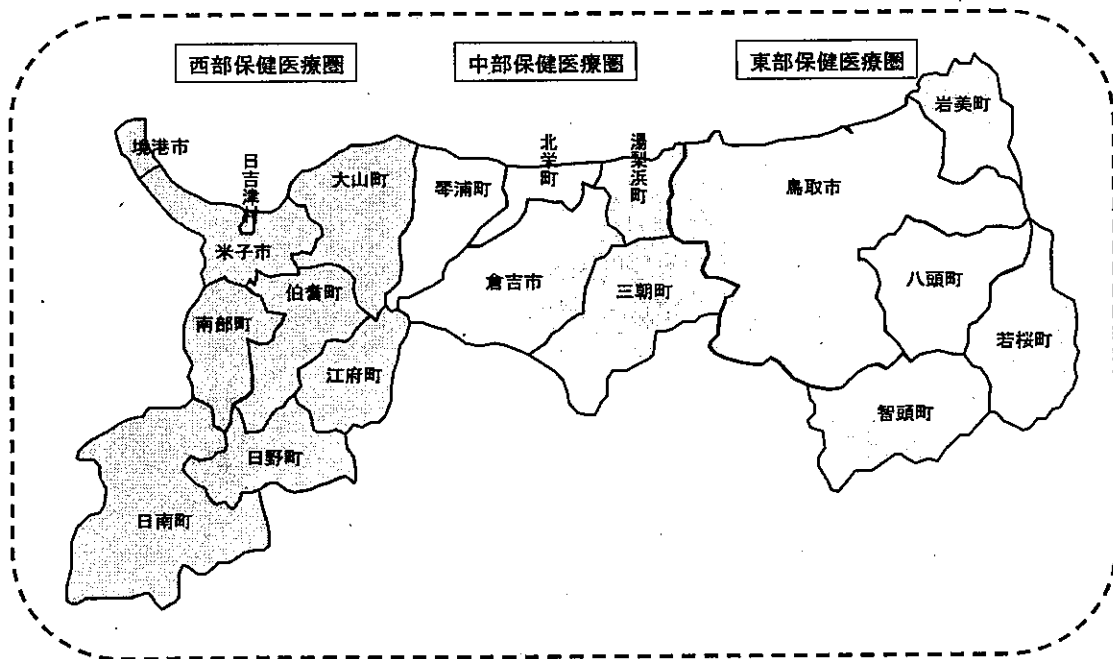 西部保健医療圏
中部保健医療圏
東部保健医療圏
岩美町
境港市
日吉津村
大山町
琴浦町
北栄町
湯梨浜町
鳥取市
米子市
伯耆町
倉吉市
三朝町
八頭町
南部町
若桜町
江府町
智頭町
日野町
日南町